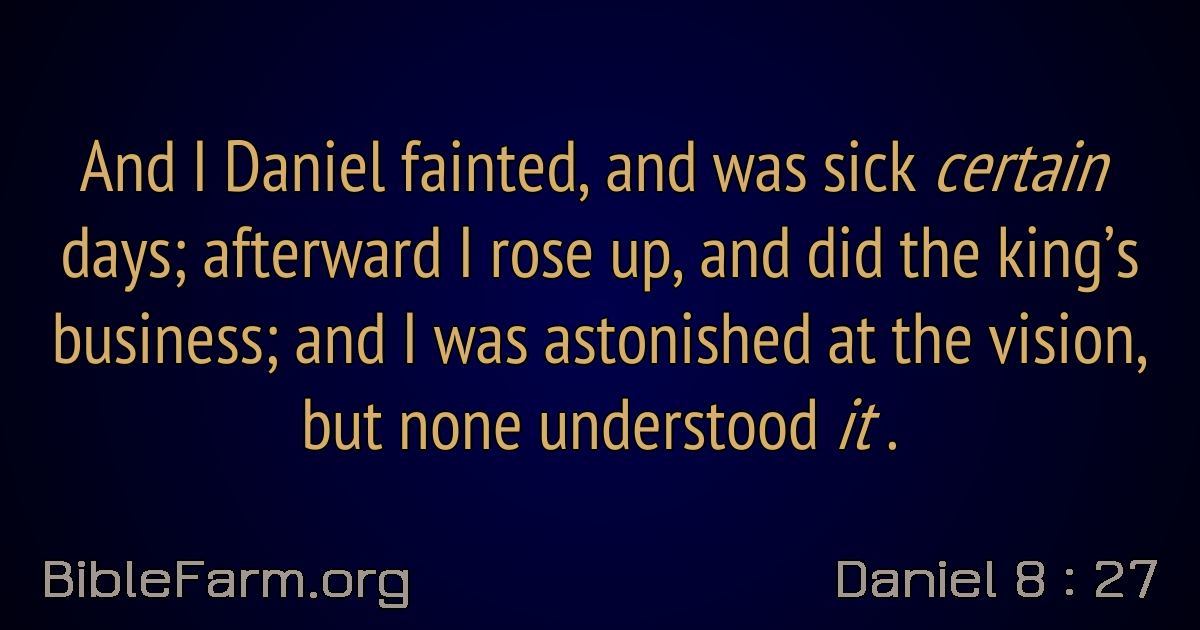 And I Daniel fainted, and was sick certain
days; afterward I rose up, and did the king’s
business; and I was astonished at the vision,
but none understood it .
BibleFarm.org
Daniel 8 : 27